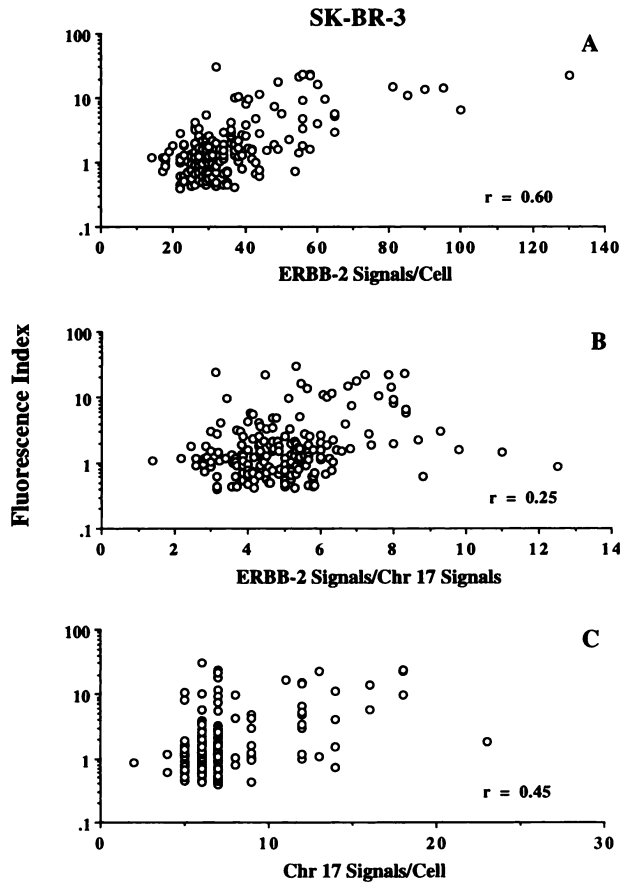 SK-BR-3
A
100
10
1
.1
r = 0.60
0 20 40 60 80 100 120 140
ERBB-2 Signals/Cell
Fluorescence Index
B
100
10
1
.1
r = 0.25
0 2 4 6 8 10 12 14
ERBB-2 Signals/Chr 17 Signals
C
100
10
1
.1
r = 0.45
0 10 20 30
Chr 17 Signals/Cell